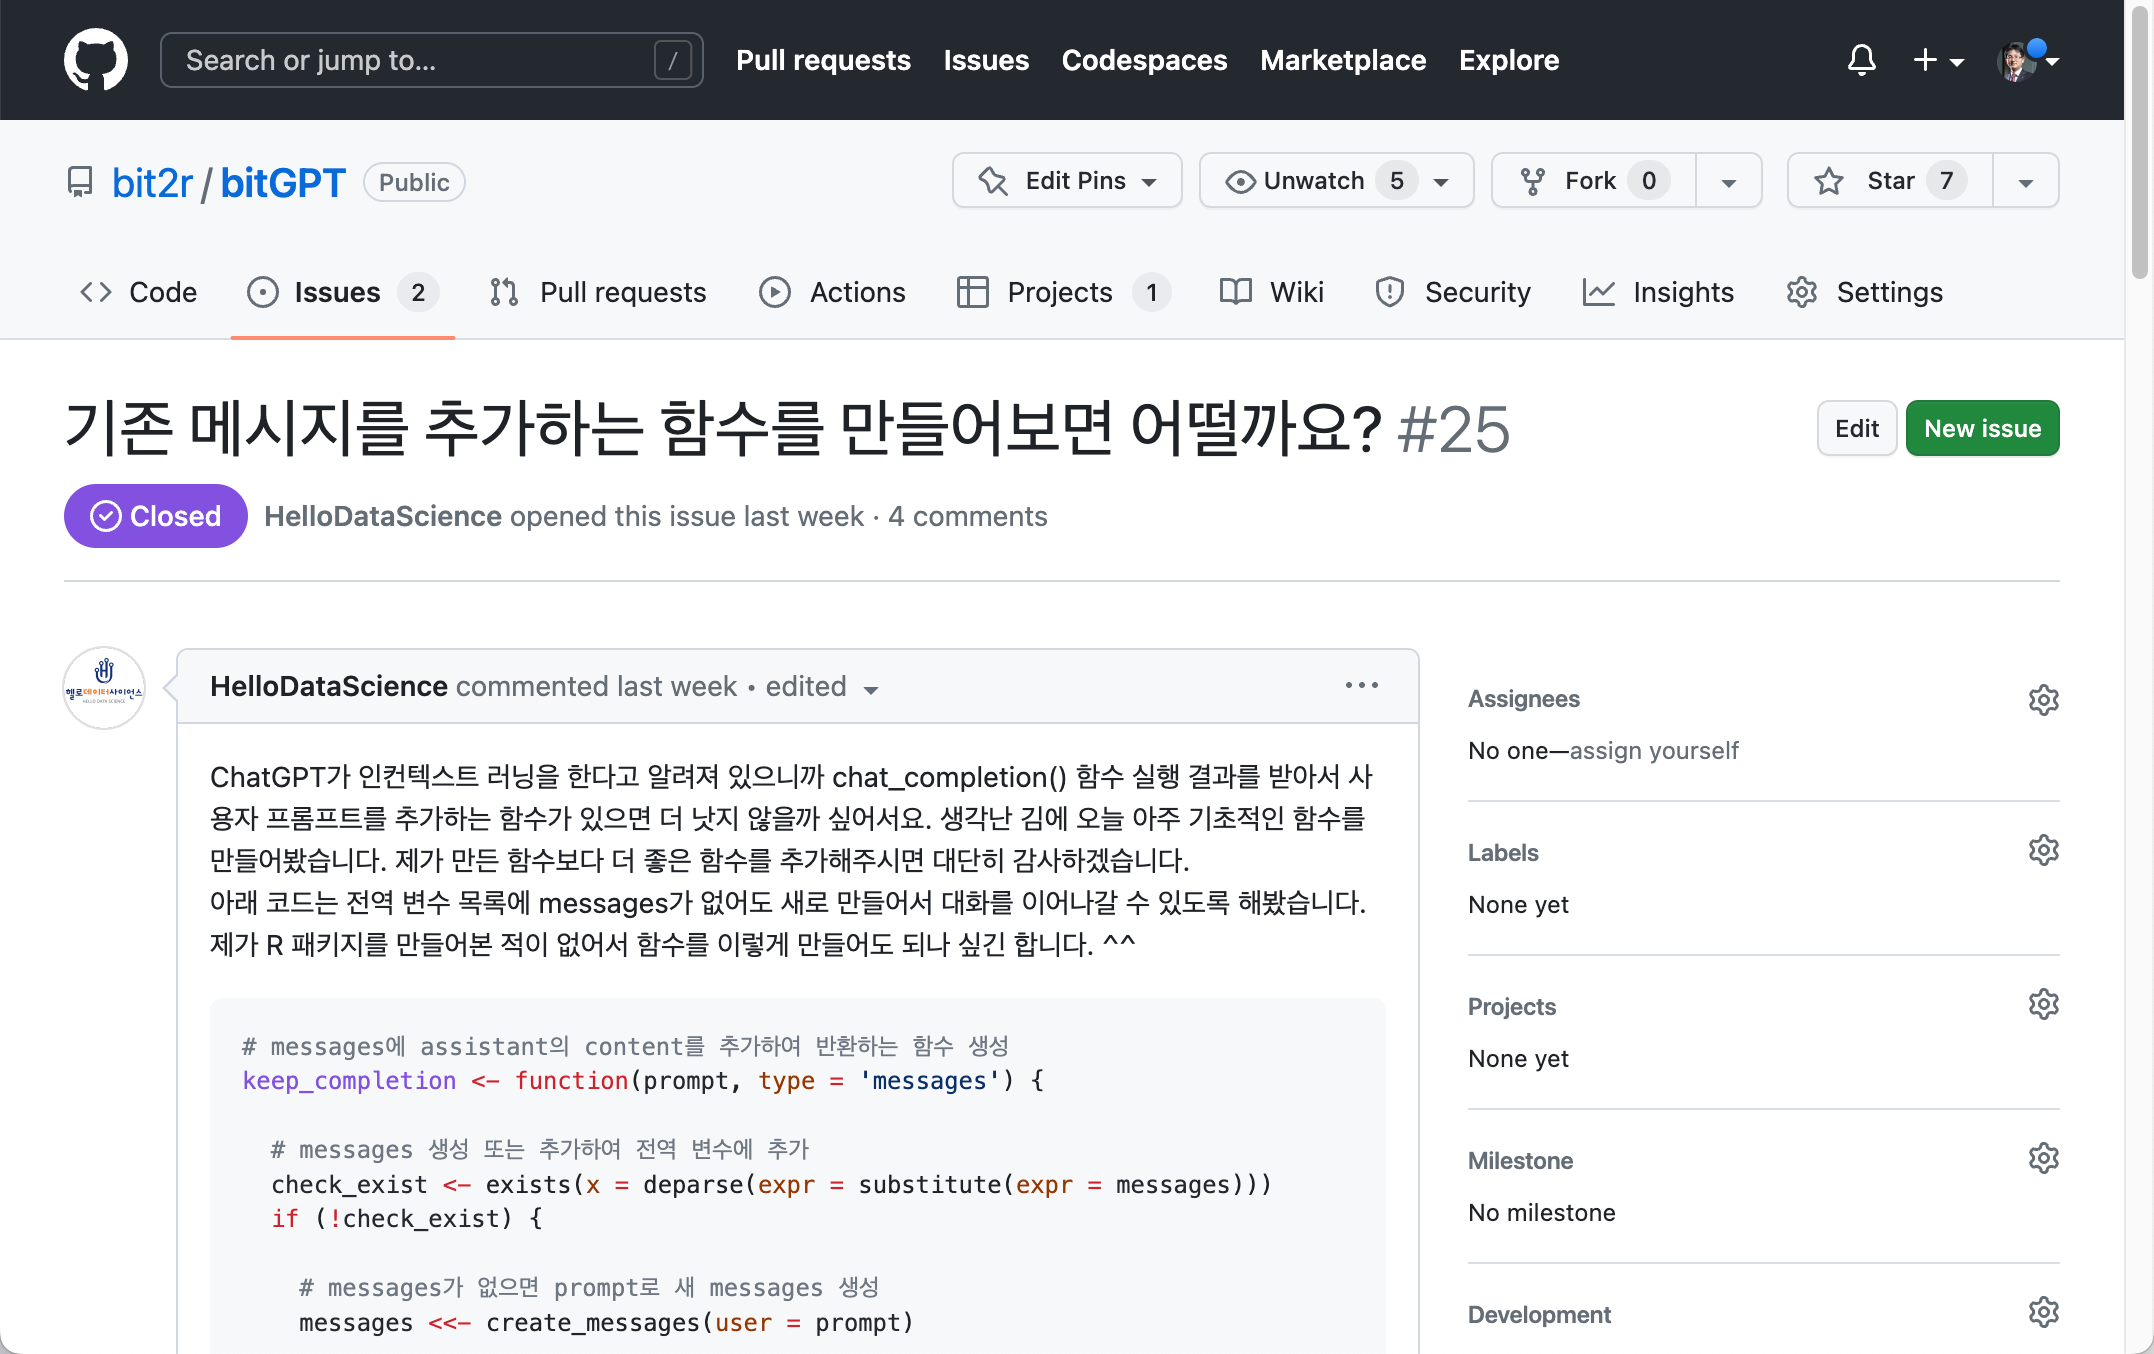 Search or jump to... /
Pull requests Issues Codespaces Marketplace Explore
bit2r / bitGPT Public
Edit Pins Unwatch 5 Fork 0 Star 7
Code Issues 2 Pull requests Actions Projects 1 Wiki Security Insights Settings
기존 메시지를 추가하는 함수를 만들어보면 어떨까요? #25
Edit New issue
Closed HelloDataScience opened this issue last week · 4 comments
헬로데이터사이언스
HELLO DATA SCIENCE
HelloDataScience commented last week • edited
ChatGPT가 인컨텍스트 러닝을 한다고 알려져 있으니까 chat_completion() 함수 실행 결과를 받아서 사
용자 프롬프트를 추가하는 함수가 있으면 더 낫지 않을까 싶어서요. 생각난 김에 오늘 아주 기초적인 함수를
만들어봤습니다. 제가 만든 함수보다 더 좋은 함수를 추가해주시면 대단히 감사하겠습니다.
아래 코드는 전역 변수 목록에 messages가 없어도 새로 만들어서 대화를 이어나갈 수 있도록 해봤습니다.
제가 R 패키지를 만들어본 적이 없어서 함수를 이렇게 만들어도 되나 싶긴 합니다. ^^
# messages에 assistant의 content를 추가하여 반환하는 함수 생성
keep_completion <- function(prompt, type = 'messages') {
# messages 생성 또는 추가하여 전역 변수에 추가
check_exist <- exists(x = deparse(expr = substitute(expr = messages)))
if (!check_exist) {
# messages가 없으면 prompt로 새 messages 생성
messages <<- create_messages(user = prompt)
Assignees
No one—assign yourself
Labels
None yet
Projects
None yet
Milestone
No milestone
Development